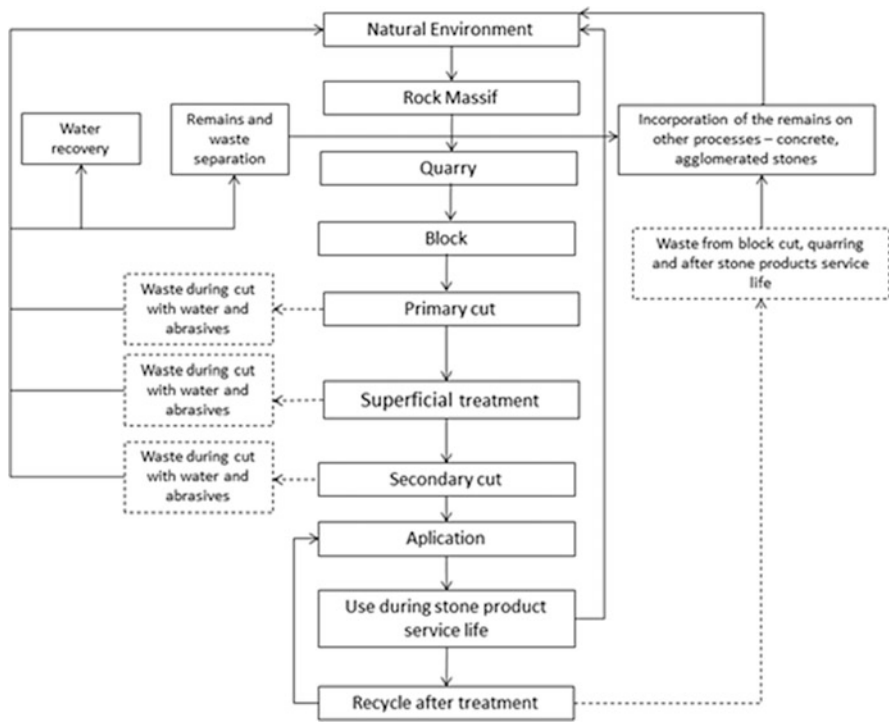 Natural Environment
Rock Massif
Water
recovery
Remains and
waste
separation
Incorporation of the remains on
other processes – concrete,
agglomerated stones
Quarry
Block
Waste from block cut, quarring
and after stone products service
life
Waste during cut
with water and
abrasives
Primary cut
Waste during cut
with water and
abrasives
Superficial treatment
Waste during cut
with water and
abrasives
Secondary cut
Aplication
Use during stone product
service life
Recycle after treatment